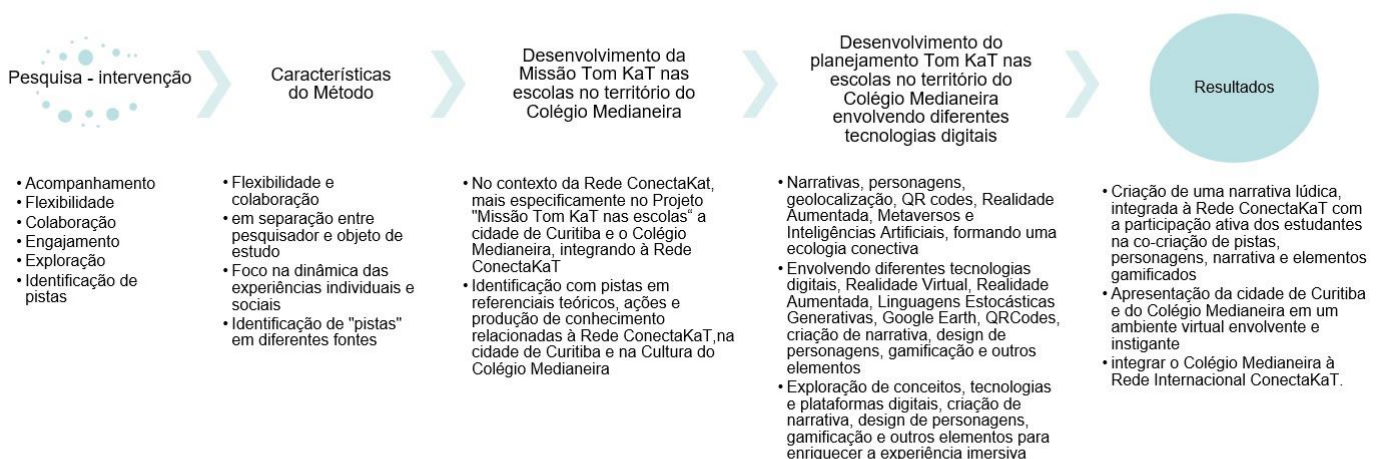 Pesquisa - intervenção
• Acompanhamento
• Flexibilidade
• Colaboração
• Engajamento
• Exploração
• Identificação de
pistas
Características
do Método
• Flexibilidade e
colaboração
• em separação entre
pesquisador e objeto de
estudo
• Foco na dinâmica das
experiências individuais e
sociais
• Identificação de "pistas"
em diferentes fontes
Desenvolvimento da
Missão Tom KaT nas
escolas no território do
Colégio Medianeira
• No contexto da Rede ConectaKat,
mais especificamente no Projeto
"Missão Tom KaT nas escolas“ a
cidade de Curitiba e o Colégio
Medianeira, integrando à Rede
ConectaKaT
• Identificação com pistas em
referenciais teóricos, ações e
produção de conhecimento
relacionadas à Rede ConectaKaT,na
cidade de Curitiba e na Cultura do
Colégio Medianeira
Desenvolvimento do
planejamento Tom KaT nas
escolas no território do
Colégio Medianeira
envolvendo diferentes
tecnologias digitais
• Narrativas, personagens,
geolocalização, QR codes, Realidade
Aumentada, Metaversos e
Inteligências Artificiais, formando uma
ecologia conectiva
• Envolvendo diferentes tecnologias
digitais, Realidade Virtual, Realidade
Aumentada, Linguagens Estocásticas
Generativas, Google Earth, QRCodes,
criação de narrativa, design de
personagens, gamificação e outros
elementos
• Exploração de conceitos, tecnologias
e plataformas digitais, criação de
narrativa, design de personagens,
gamificação e outros elementos para
enriquecer a experiência imersiva
Resultados
• Criação de uma narrativa lúdica,
integrada à Rede ConectaKaT com
a participação ativa dos estudantes
na co-criação de pistas,
personagens, narrativa e elementos
gamificados
• Apresentação da cidade de Curitiba
e do Colégio Medianeira em um
ambiente virtual envolvente e
instigante
• integrar o Colégio Medianeira à
Rede Internacional ConectaKaT.